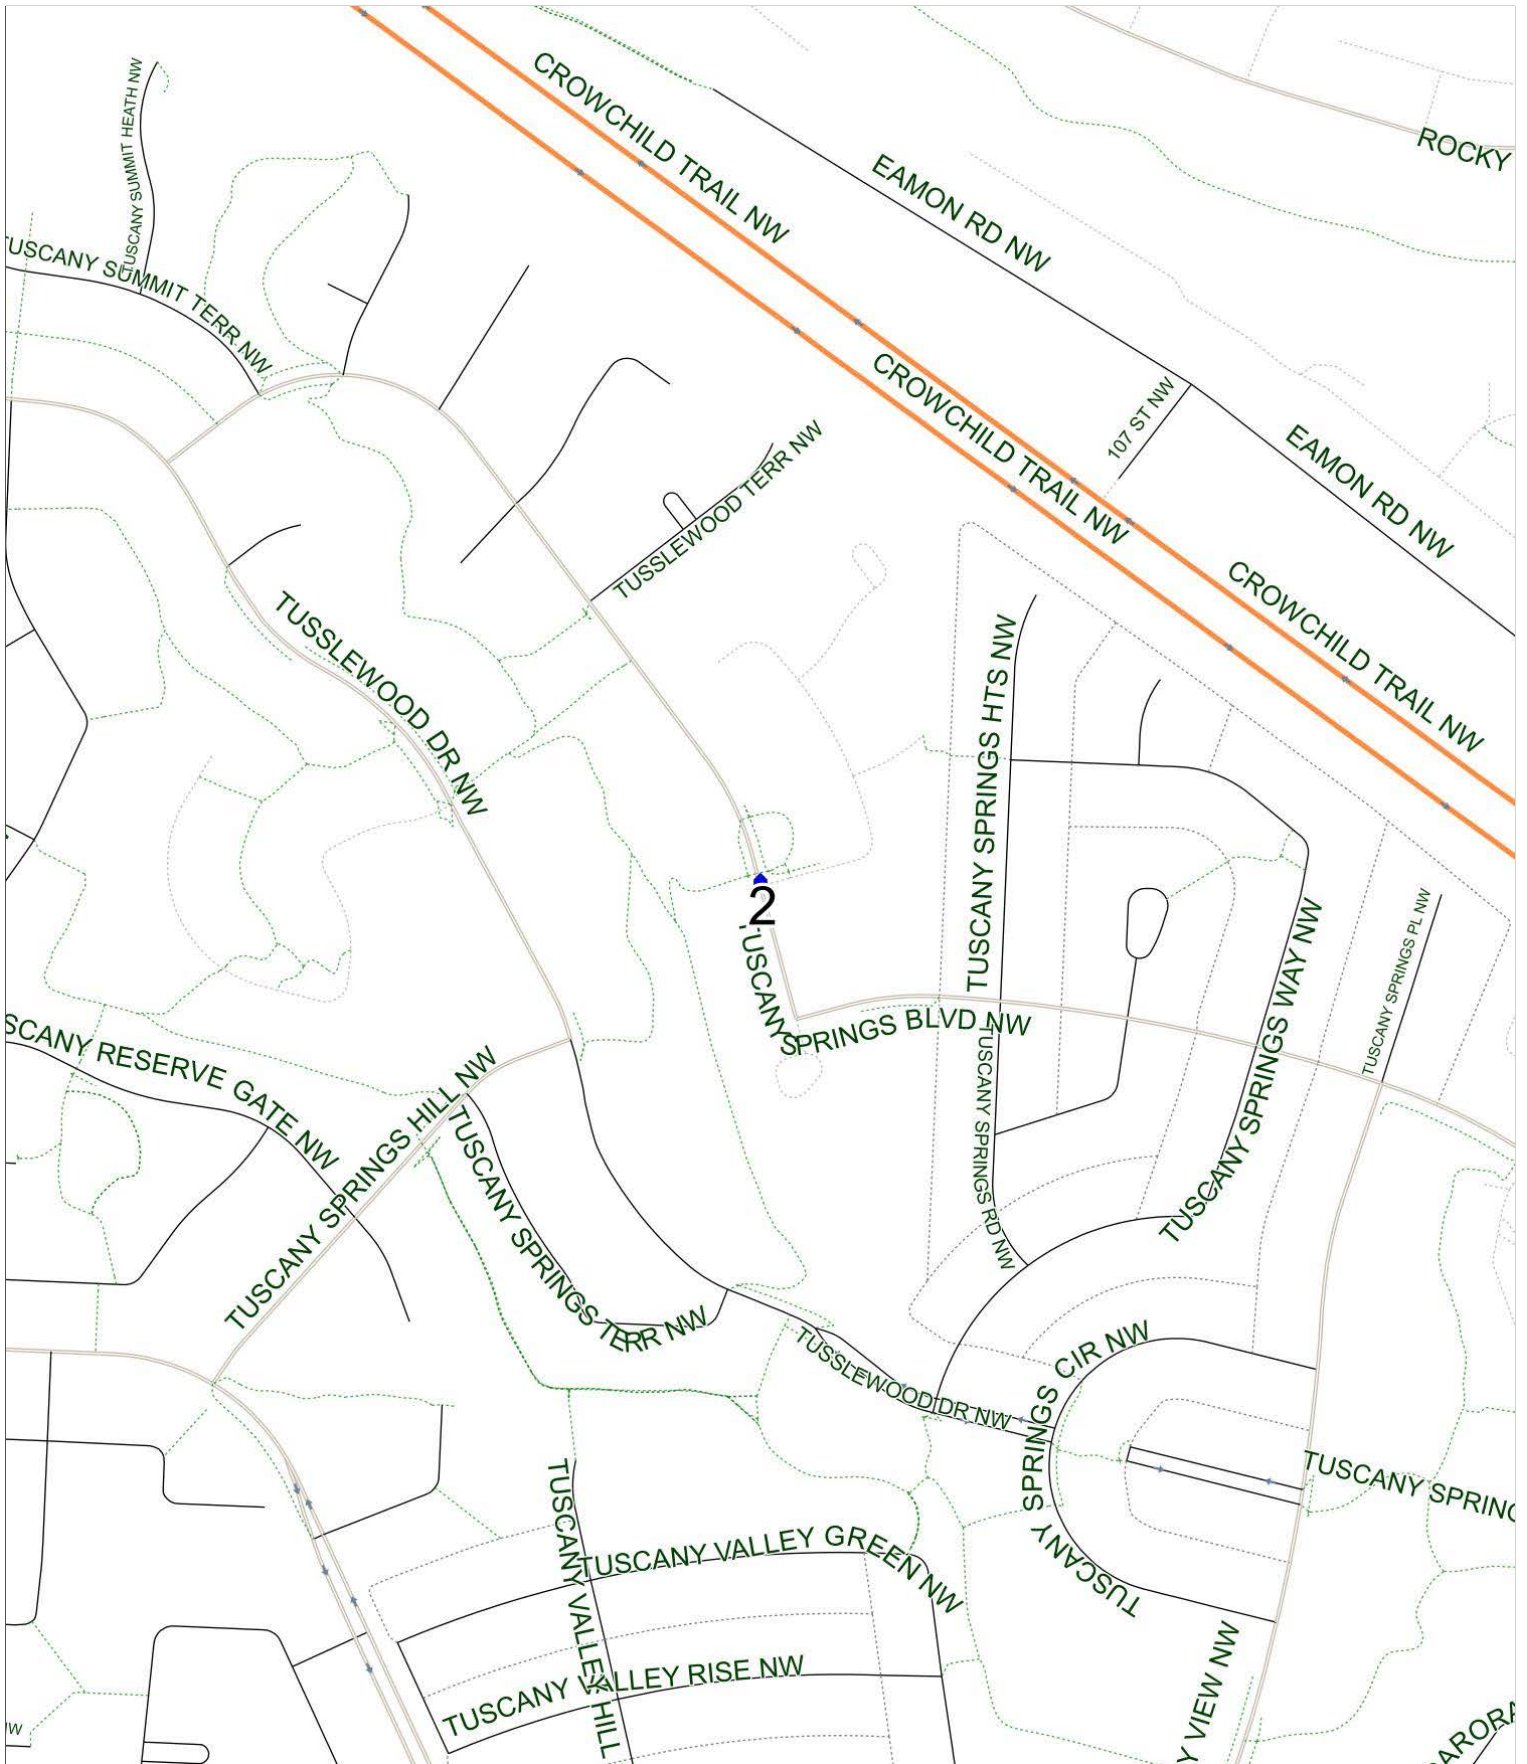 CROWCHILD TRAIL NW
TUSCANY SUMMIT HEATH NW
ROCKY
EAMON RD NW
TUSCANY SUMMIT TERR NW
CROWCHILD TRAIL NW
107 ST NW
TUSSLEWOOD TERR NW
EAMON RD NW
CROWCHILD TRAIL NW
TUSSLEWOOD DR NW
TUSCANY SPRINGS HTS NW
2
TUSCANY SPRINGS BLVD NW
TUSCANY SPRINGS WAY NW
TUSCANY SPRINGS PL NW
SCANY RESERVE GATE NW
TUSCANY SPRINGS HILL NW
TUSCANY SPRINGS RD NW
TUSCANY SPRINGS TERR NW
TUSSLEWOOD DR NW
TUSCANY SPRINGS CIR NW
TUSCANY SPRING
TUSCANY VALLEY HILL
TUSCANY VALLEY GREEN NW
TUSCANY VALLEY RISE NW
Y VIEW NW
ARORA
W